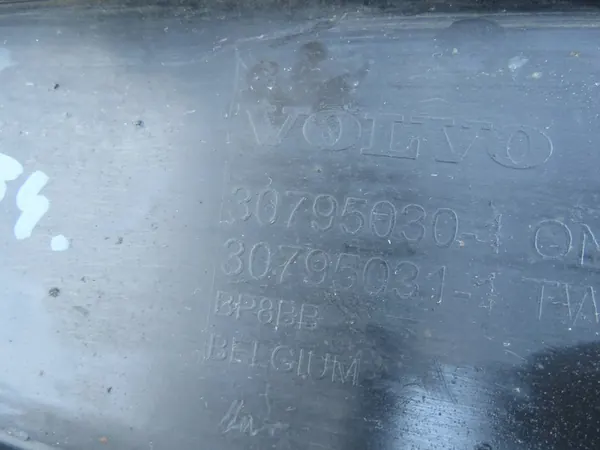 VOLVO
30795030-1 ON
30795031-1 TW
BP8BB
BELGIUM